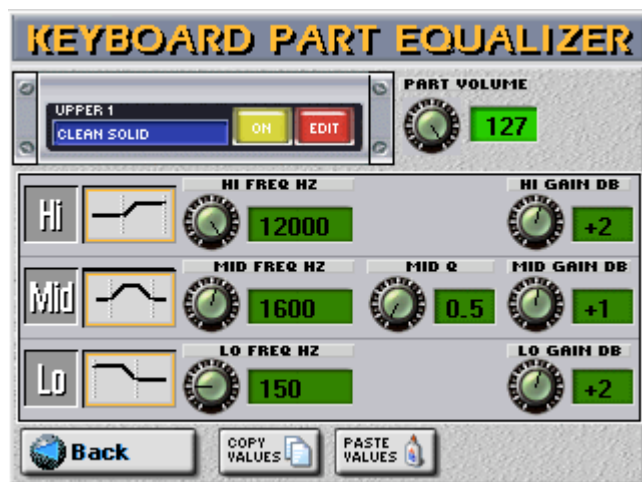 KEYBOARD PART EQUALIZER
UPPER 1
CLEAN SOLID
ON
EDIT
PART VOLUME
127
Hi
HI FREQ HZ
12000
HI GAIN DB
+2
Mid
MID FREQ HZ
1600
MID Q
0.5
MID GAIN DB
+1
Lo
LO FREQ HZ
150
LO GAIN DB
+2
Back
COPY
VALUES
PASTE
VALUES